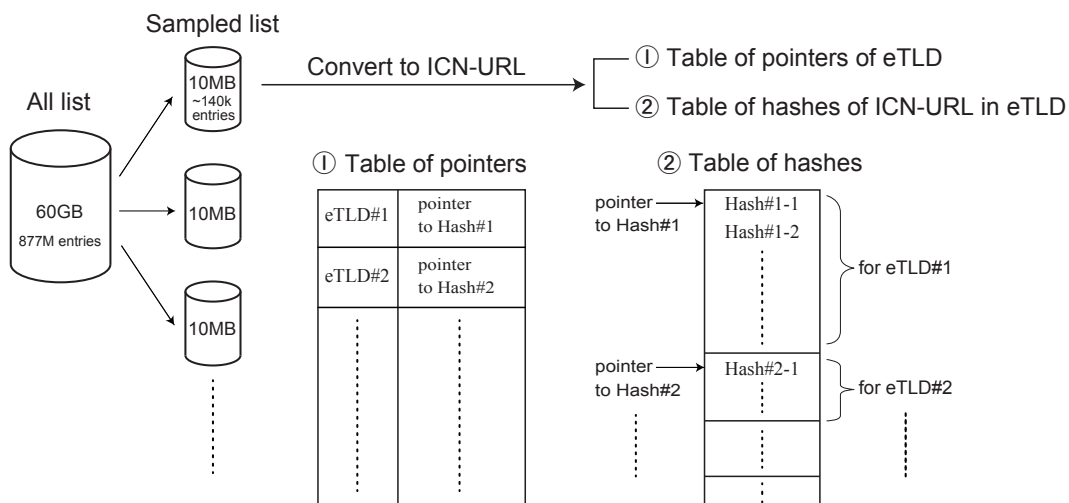 Sampled list
All list
60GB
877M entries
10MB
~140k
entries
10MB
10MB
Convert to ICN-URL
① Table of pointers of eTLD
② Table of hashes of ICN-URL in eTLD
① Table of pointers
eTLD#1
pointer
to Hash#1
eTLD#2
pointer
to Hash#2
② Table of hashes
pointer
to Hash#1
Hash#1-1
Hash#1-2
for eTLD#1
pointer
to Hash#2
Hash#2-1
for eTLD#2